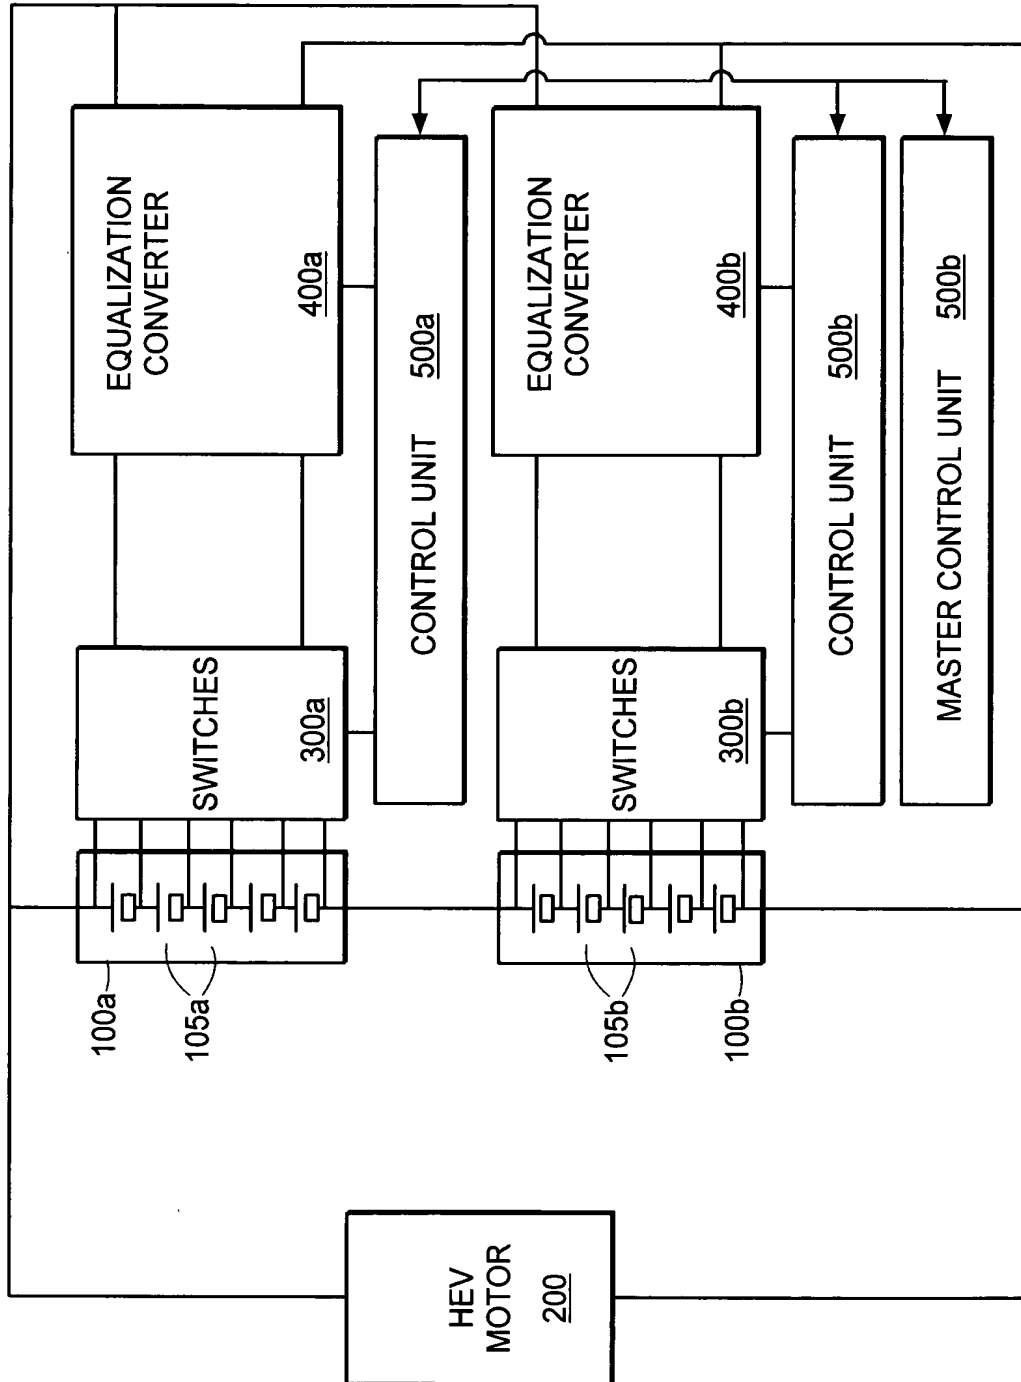 EQUALIZATION
CONVERTER
400a
CONTROL UNIT 500a
SWITCHES
300a
100a
105a
EQUALIZATION
CONVERTER
400b
CONTROL UNIT 500b
MASTER CONTROL UNIT 500b
SWITCHES
300b
105b
100b
HEV
MOTOR
200